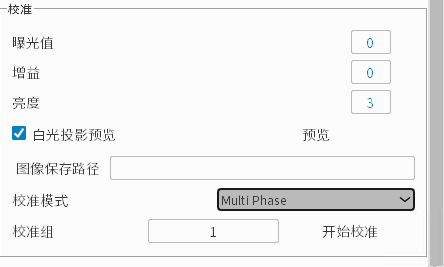 校准
曝光值 0
增益 0
亮度 3
白光投影预览 预览
图像保存路径
校准模式 Multi Phase
校准组 1 开始校准